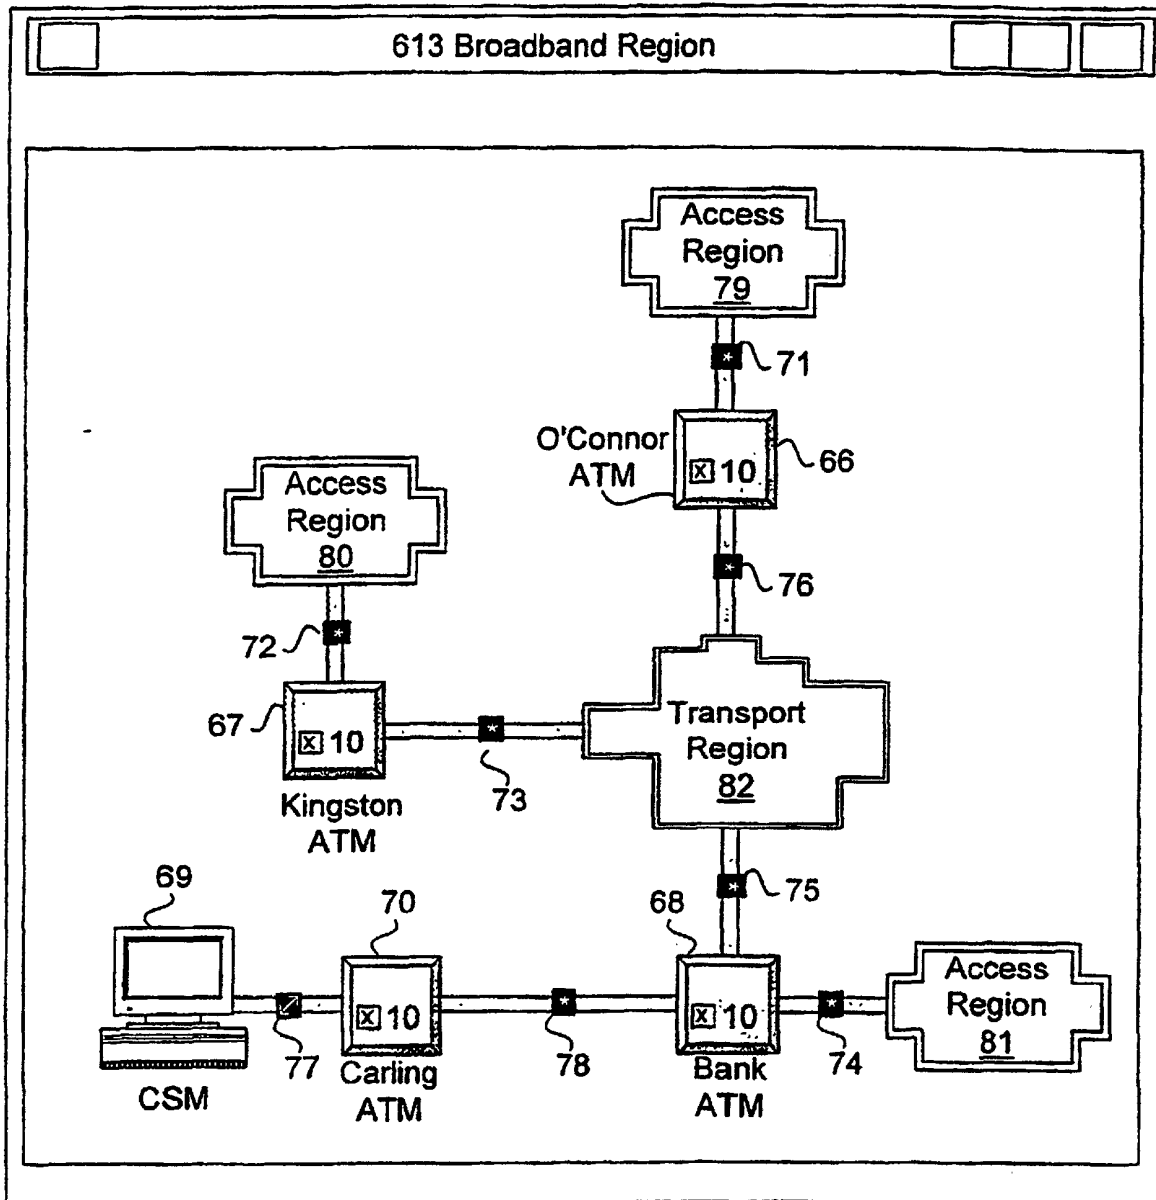 613 Broadband Region
Access
Region
79
71
O'Connor
ATM
x 10
66
Access
Region
80
76
72
67
x 10
Transport
Region
82
73
Kingston
ATM
69
70
68
75
Access
Region
81
x 10
x 10
77
78
74
CSM
Carling
ATM
Bank
ATM